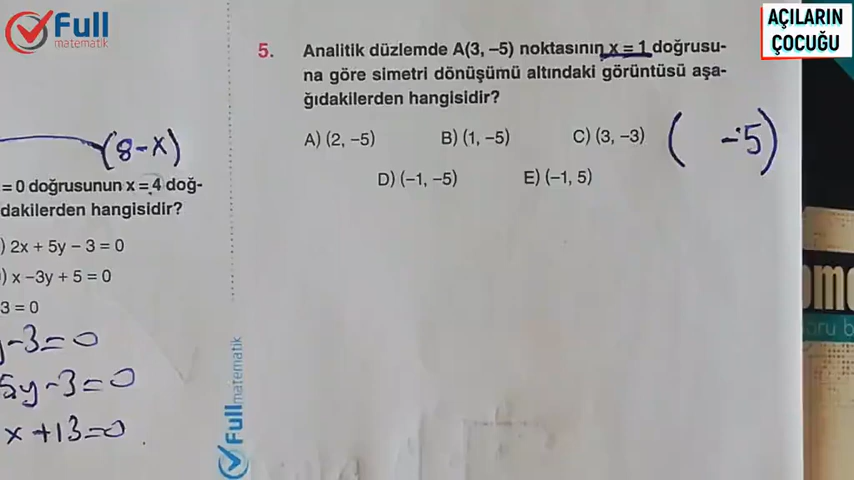 Full
matematik
AÇILARIN
ÇOCUĞU
(8-x)
= 0 doğrusunun x = 4 doğ-
dakilerden hangisidir?
) 2x + 5y − 3 = 0
) x −3y + 5 = 0
3 = 0
y-3=0
5y-3=0
x+13=0
5. Analitik düzlemde A(3, −5) noktasının x = 1 doğrusu-
na göre simetri dönüşümü altındaki görüntüsü aşa-
ğıdakilerden hangisidir?
A) (2, −5) B) (1, −5) C) (3, −3)
D) (−1, −5) E) (−1, 5)
( -5)
Fullmatematik